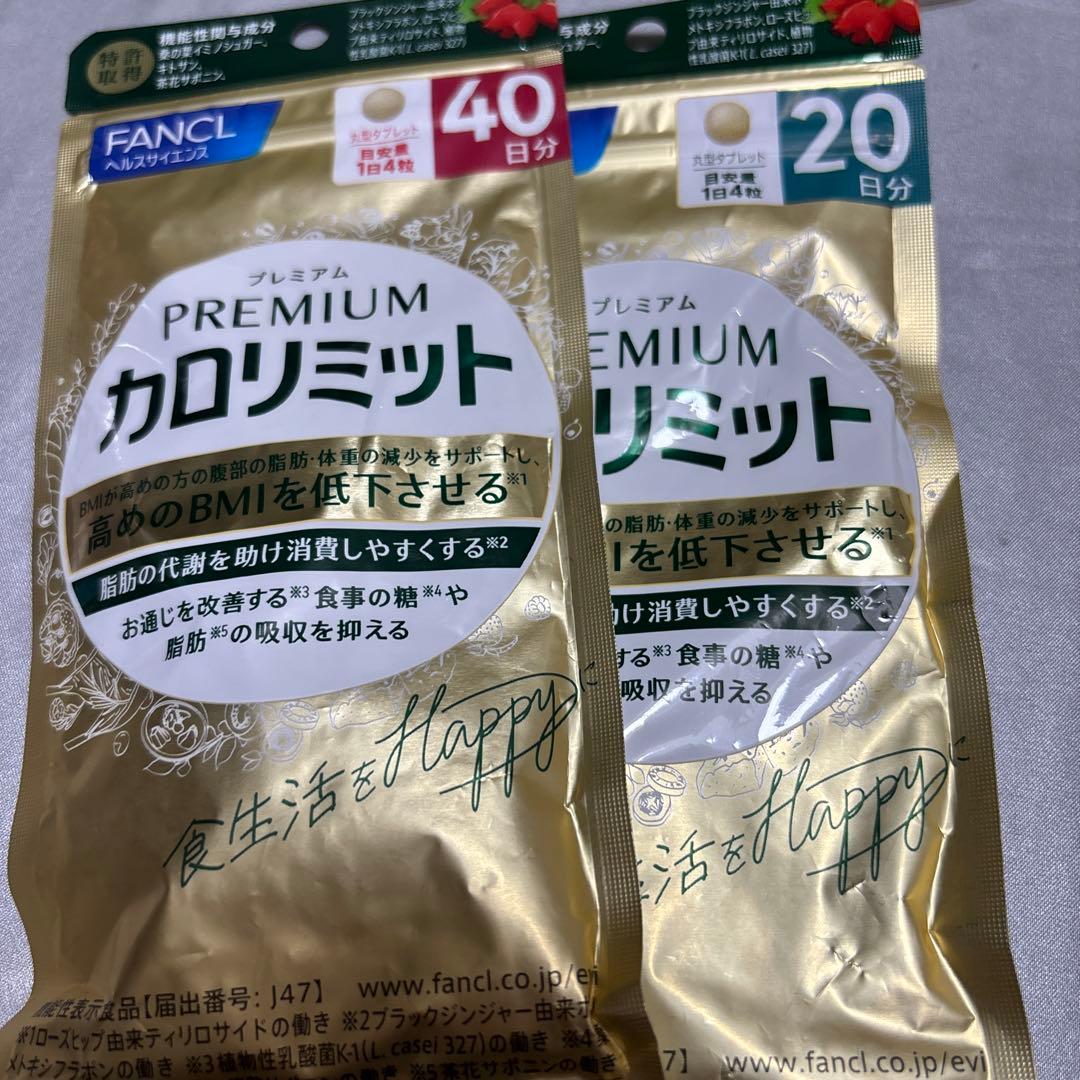 特許
取得
機能性関与成分
桑の葉イミノシュガー、
キトサン、
茶花サポニン、
ブラックジンジャー由来ポ
メトキシフラボン、ローズヒッ
プ由来ティリロサイド、植物
性乳酸菌K-1(L. casei 327)
FANCL
ヘルスサイエンス
丸型タブレット
目安量
1日4粒
40
日分
プレミアム
PREMIUM
カロリミット
BMIが高めの方の腹部の脂肪・体重の減少をサポートし、
高めのBMIを低下させる※1
脂肪の代謝を助け消費しやすくする※2
お通じを改善する※3 食事の糖※4や
脂肪※5の吸収を抑える
食生活をHappyに
機能性表示食品【届出番号: J47】 www.fancl.co.jp/evi
※1ローズヒップ由来ティリロサイドの働き ※2ブラックジンジャー由来ポ
メトキシフラボンの働き ※3植物性乳酸菌K-1(L. casei 327)の働き ※4桑
の働き ※5茶花サポニンの働き
成分
ブラックジンジャー由来
メトキシフラボン、ローズヒッ
プ由来ティリロサイド、植物
性乳酸菌K-1(L. casei 327)
丸型タブレット
目安量
1日4粒
20
日分
プレミアム
EMIUM
リミット
の脂肪・体重の減少をサポートし、
Iを低下させる※1
け消費しやすくする※2
する※3 食事の糖※4や
吸収を抑える
活をHappyに
7】 www.fancl.co.jp/evi